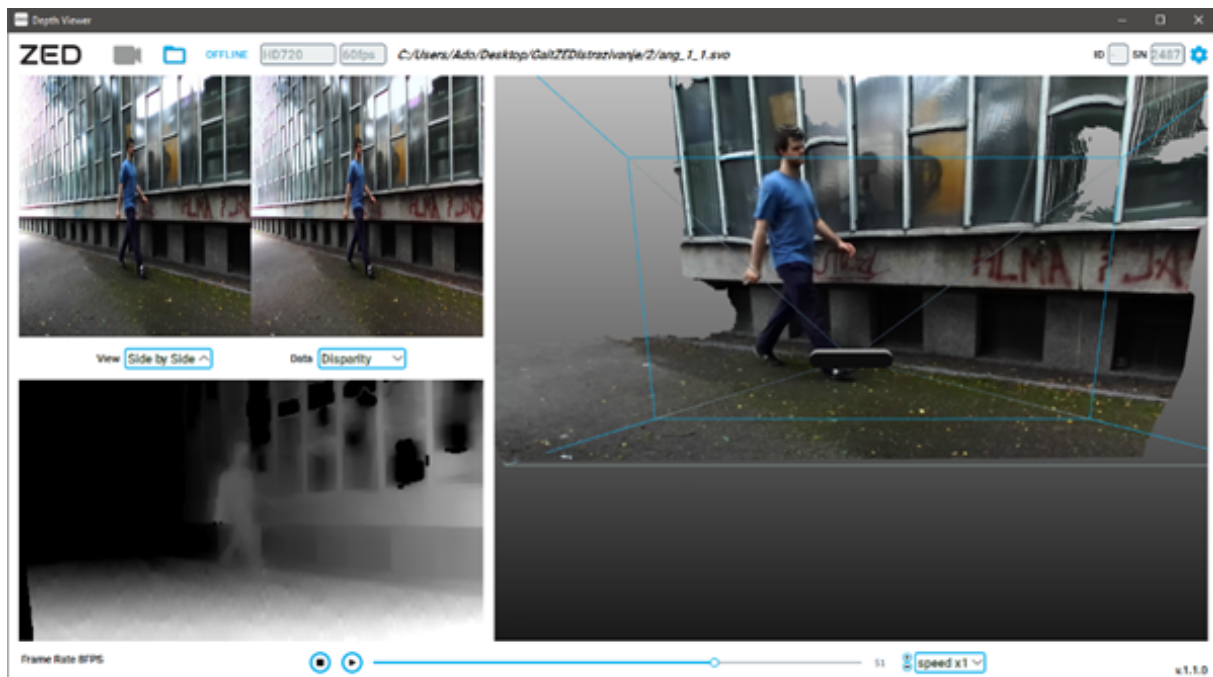 Depth Viewer
ZED OFFLINE HD720 60fps C:/Users/Ado/Desktop/GaitZEDIstrazivanje/2/ang_1_1.svo ID - SN 2487
HLMA
View Side by Side Data Disparity
Frame Rate 8FPS
51 speed x1
v.1.1.0